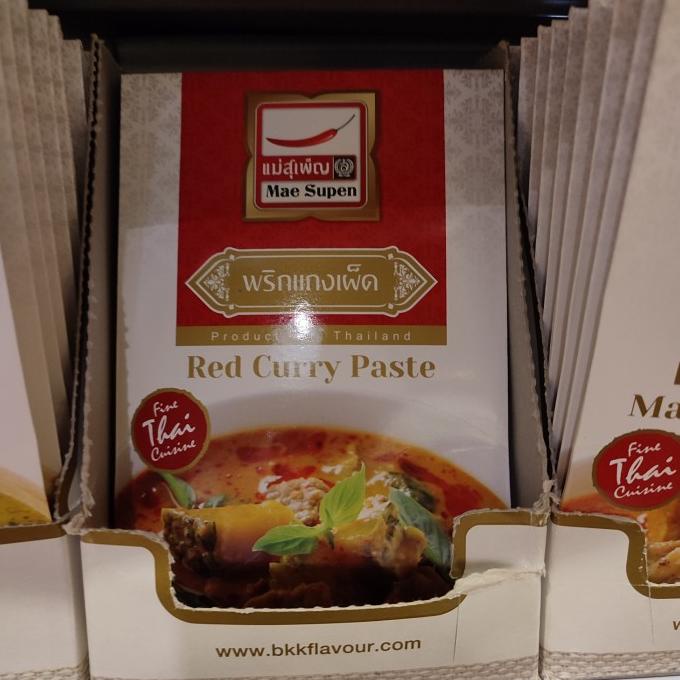 แม่สุเพ็ญ
Mae Supen
พริกแกงเผ็ด
Product Thailand
Red Curry Paste
Fine
Thai
Cuisine
www.bkkflavour.com
Ma
Fine
Thai
Cuisine